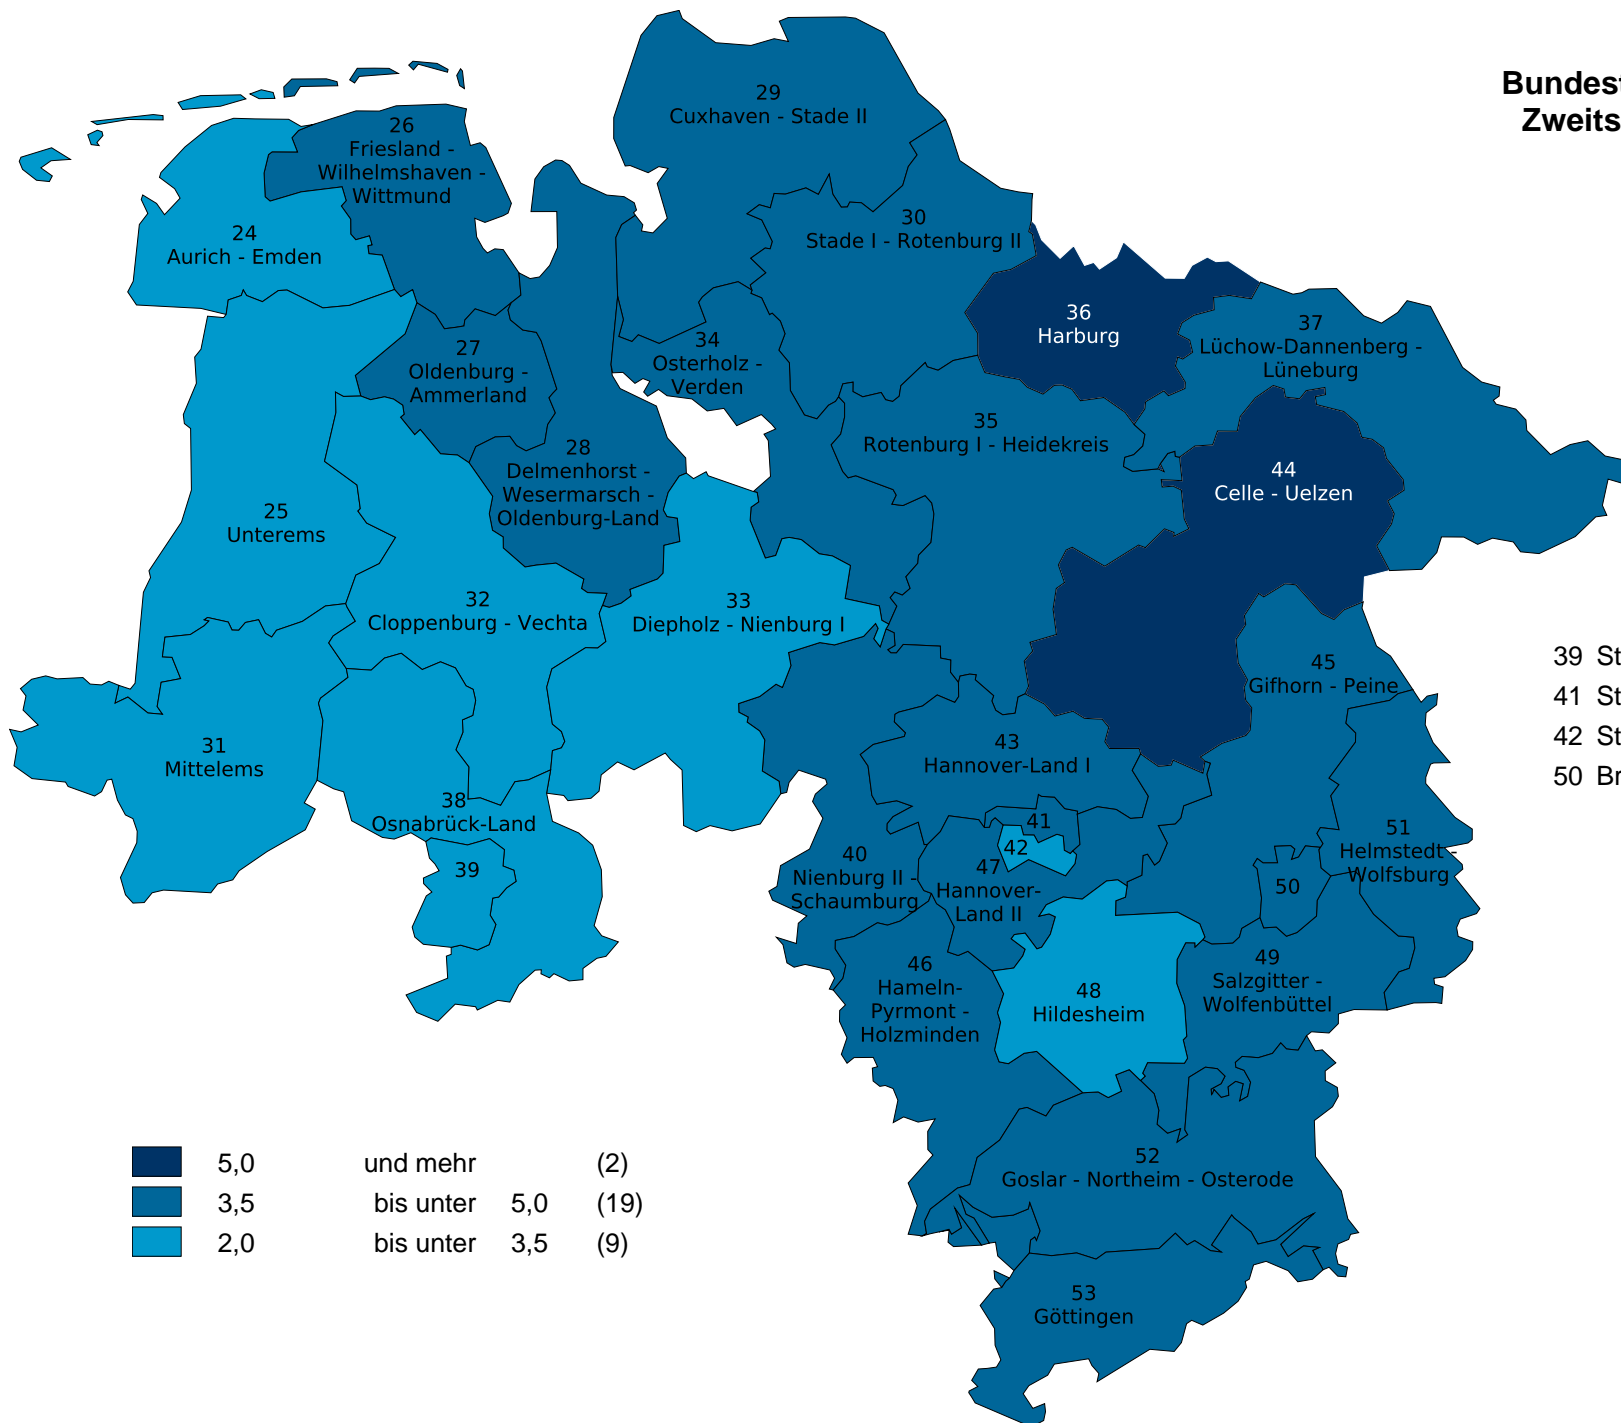 Bundest
Zweits
29
Cuxhaven - Stade II
26
Friesland -
Wilhelmshaven -
Wittmund
24
Aurich - Emden
30
Stade I - Rotenburg II
36
Harburg
37
Lüchow-Dannenberg -
Lüneburg
27
Oldenburg -
Ammerland
34
Osterholz -
Verden
35
Rotenburg I - Heidekreis
28
Delmenhorst -
Wesermarsch -
Oldenburg-Land
44
Celle - Uelzen
25
Unterems
32
Cloppenburg - Vechta
33
Diepholz - Nienburg I
45
Gifhorn - Peine
39 St
41 St
42 St
50 Br
31
Mittelems
43
Hannover-Land I
38
Osnabrück-Land
39
41
42
40
Nienburg II -
Schaumburg
47
Hannover-
Land II
51
Helmstedt -
Wolfsburg
50
46
Hameln-
Pyrmont -
Holzminden
48
Hildesheim
49
Salzgitter -
Wolfenbüttel
52
Goslar - Northeim - Osterode
53
Göttingen
5,0 und mehr (2)
3,5 bis unter 5,0 (19)
2,0 bis unter 3,5 (9)